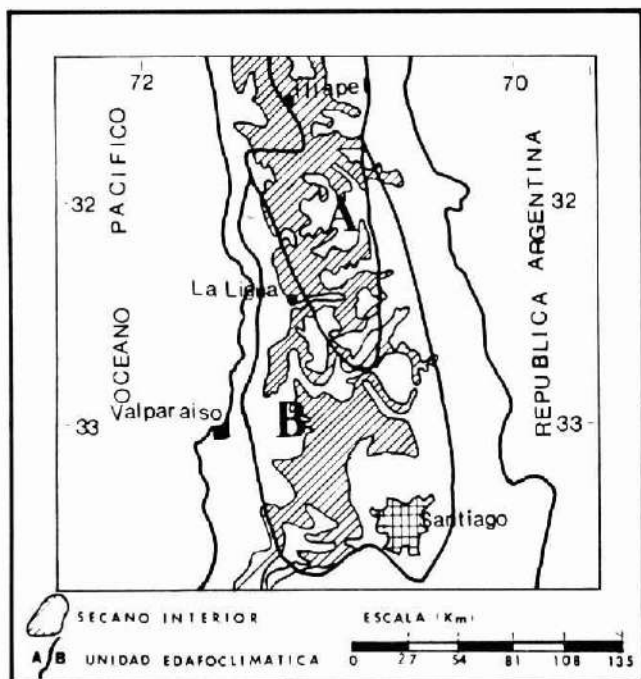 72
70
Illape
PACIFICO
OCEANO
32
32
A
REPUBLICA ARGENTINA
La Ligua
Valparaiso
33
B
33
Santiago
SECANO INTERIOR
ESCALA (Km)
A/B UNIDAD EDAFOCLIMATICA
0 27 54 81 108 135